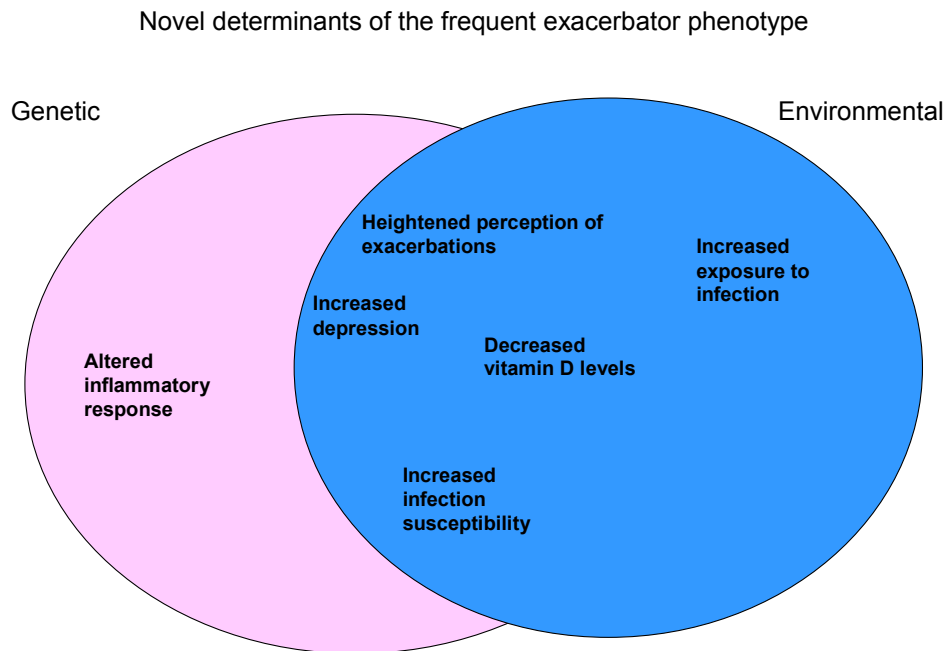 Novel determinants of the frequent exacerbator phenotype
Genetic
Environmental
Heightened perception of
exacerbations
Increased
exposure to
infection
Increased
depression
Decreased
vitamin D levels
Altered
inflammatory
response
Increased
infection
susceptibility